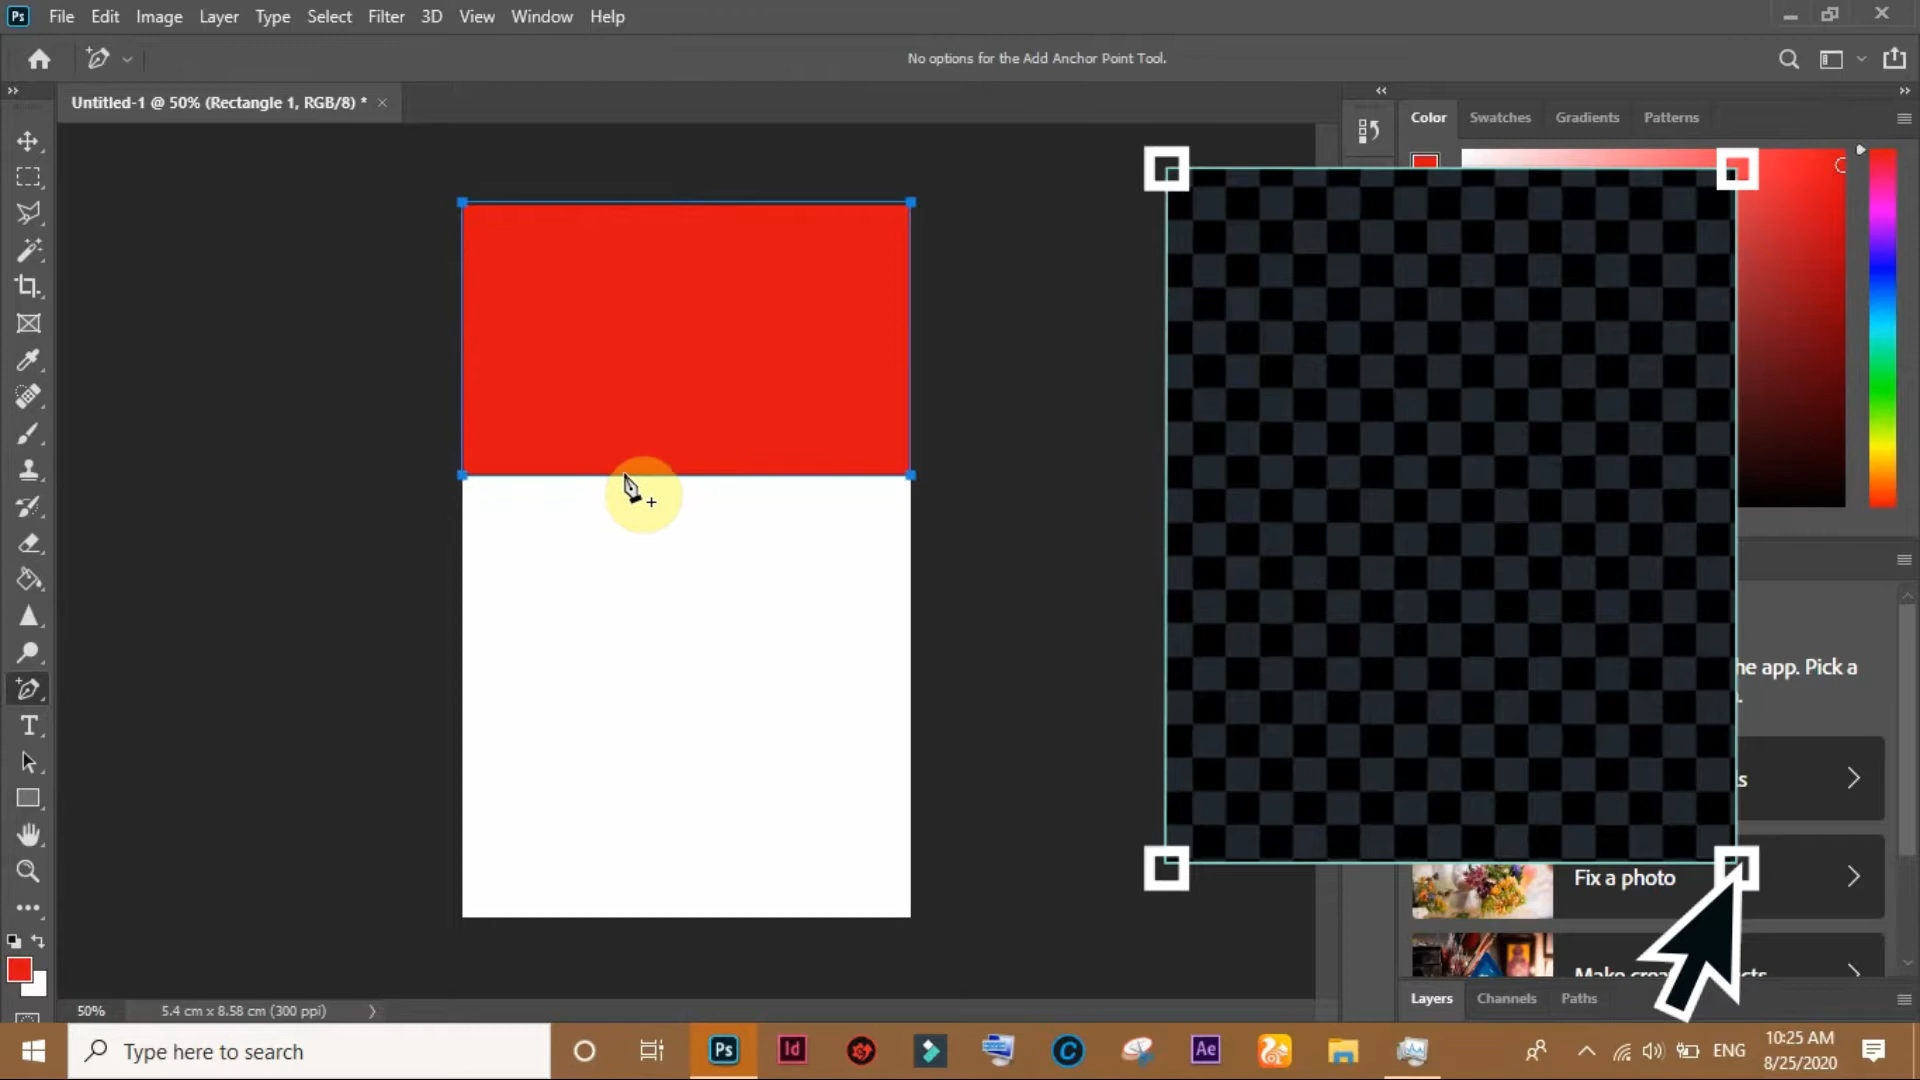 Ps File Edit Image Layer Type Select Filter 3D View Window Help
No options for the Add Anchor Point Tool.
Untitled-1 @ 50% (Rectangle 1, RGB/8) *
Color Swatches Gradients Patterns
T
he app. Pick a
s
Fix a photo
50% 5.4 cm x 8.58 cm (300 ppi)
Layers Channels Paths
Type here to search
Ps Id Ae
ENG
10:25 AM
8/25/2020